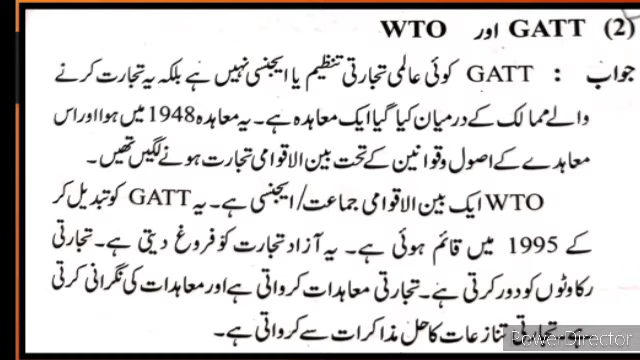 (2) GATT اور WTO
جواب : GATT کوئی عالمی تجارتی تنظیم یا ایجنسی نہیں ہے بلکہ یہ تجارت کرنے
والے ممالک کے درمیان کیا گیا ایک معاہدہ ہے۔ یہ معاہدہ 1948 میں ہوا اور اس
معاہدے کے اصول و قوانین کے تحت بین الاقوامی تجارت ہونے لگیں تھیں۔
WTO ایک بین الاقوامی جماعت/ایجنسی ہے۔ یہ GATT کو تبدیل کر
کے 1995 میں قائم ہوئی ہے۔ یہ آزاد تجارت کو فروغ دیتی ہے۔ تجارتی
رکاوٹوں کو دور کرتی ہے۔ تجارتی معاہدات کرواتی ہے اور معاہدات کی نگرانی کرتی
ہے۔ تجارتی تنازعات کا حل مذاکرات سے کرواتی ہے۔
PowerDirector